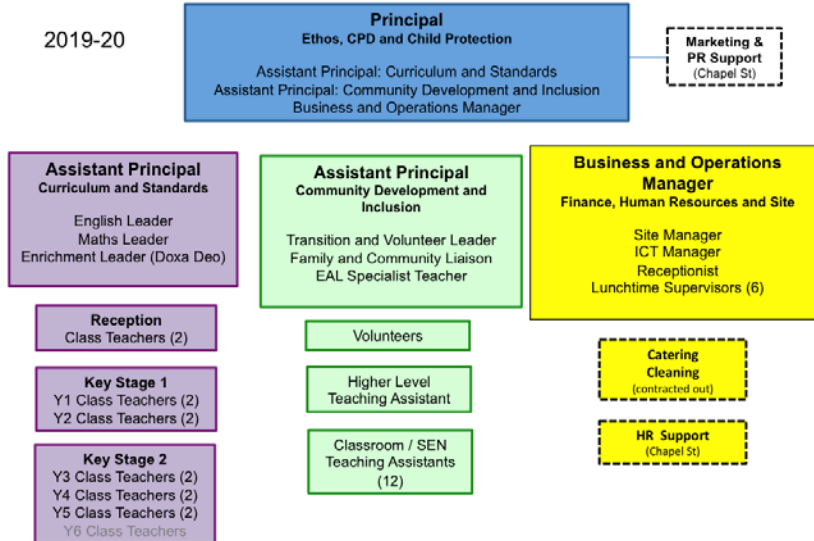 2019-20
Principal
Ethos, CPD and Child Protection
Assistant Principal: Curriculum and Standards
Assistant Principal: Community Development and Inclusion
Business and Operations Manager
Marketing &
PR Support
(Chapel St)
Assistant Principal
Curriculum and Standards
English Leader
Maths Leader
Enrichment Leader (Doxa Deo)
Reception
Class Teachers (2)
Key Stage 1
Y1 Class Teachers (2)
Y2 Class Teachers (2)
Key Stage 2
Y3 Class Teachers (2)
Y4 Class Teachers (2)
Y5 Class Teachers (2)
Y6 Class Teachers
Assistant Principal
Community Development and
Inclusion
Transition and Volunteer Leader
Family and Community Liaison
EAL Specialist Teacher
Volunteers
Higher Level
Teaching Assistant
Classroom / SEN
Teaching Assistants
(12)
Business and Operations
Manager
Finance, Human Resources and Site
Site Manager
ICT Manager
Receptionist
Lunchtime Supervisors (6)
Catering
Cleaning
(contracted out)
HR Support
(Chapel St)